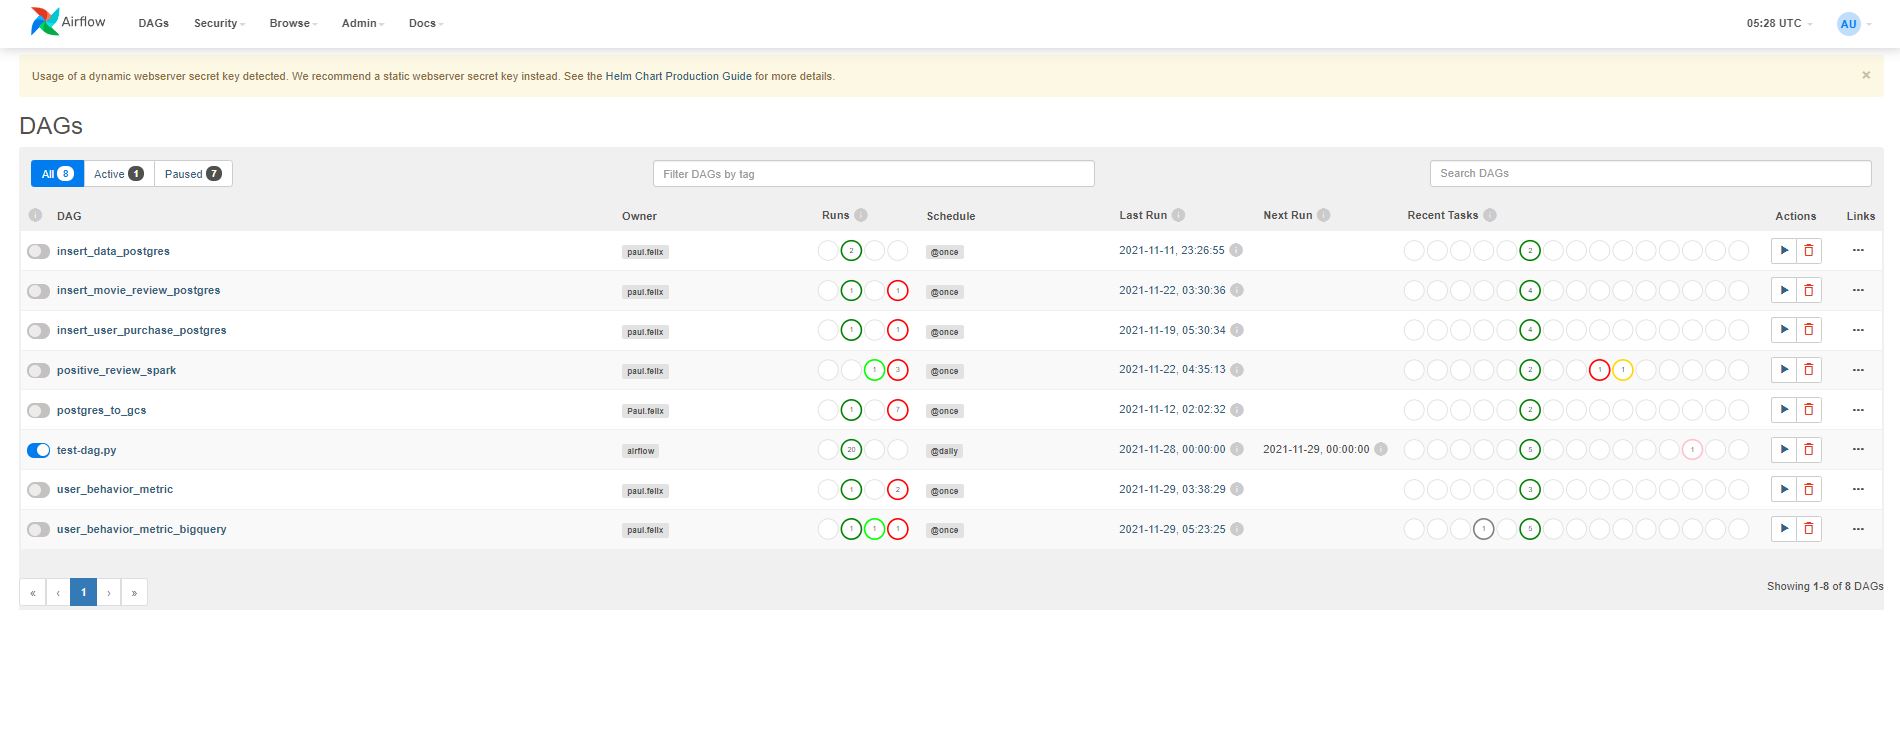 Airflow DAGs Security Browse Admin Docs 05:28 UTC AU
Usage of a dynamic webserver secret key detected. We recommend a static webserver secret key instead. See the Helm Chart Production Guide for more details. ×
DAGs
All 8 Active 1 Paused 7 Filter DAGs by tag Search DAGs
i DAG Owner Runs i Schedule Last Run i Next Run i Recent Tasks i Actions Links
insert_data_postgres paul.felix 2 @once 2021-11-11, 23:26:55 i 2 ...
insert_movie_review_postgres paul.felix 1 1 @once 2021-11-22, 03:30:36 i 4 ...
insert_user_purchase_postgres paul.felix 1 1 @once 2021-11-19, 05:30:34 i 4 ...
positive_review_spark paul.felix 1 3 @once 2021-11-22, 04:35:13 i 2 1 1 ...
postgres_to_gcs Paul.felix 1 7 @once 2021-11-12, 02:02:32 i 2 ...
test-dag.py airflow 20 @daily 2021-11-28, 00:00:00 i 2021-11-29, 00:00:00 i 5 1 ...
user_behavior_metric paul.felix 1 2 @once 2021-11-29, 03:38:29 i 3 ...
user_behavior_metric_bigquery paul.felix 1 1 1 @once 2021-11-29, 05:23:25 i 1 5 ...
« ‹ 1 › » Showing 1-8 of 8 DAGs